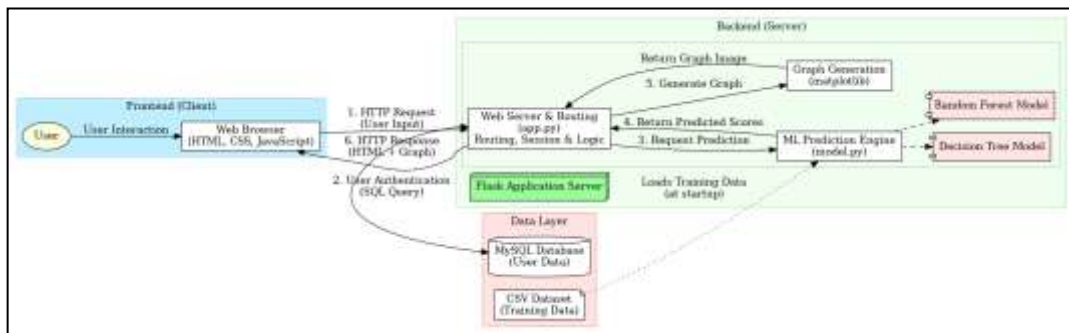 Backend (Server)
Return Graph Image
Graph Generation
(matplotlib)
5. Generate Graph
Frontend (Client)
User
User Interaction
Web Browser
(HTML, CSS, JavaScript)
1. HTTP Request
(User Input)
6. HTTP Response
(HTML + Graph)
2. User Authentication
(SQL Query)
Web Server & Routing
(app.py)
Routing, Session & Logic
4. Return Predicted Scores
3. Request Prediction
ML Prediction Engine
(model.py)
Random Forest Model
Decision Tree Model
Flask Application Server
Loads Training Data
(at startup)
Data Layer
MySQL Database
(User Data)
CSV Dataset
(Training Data)